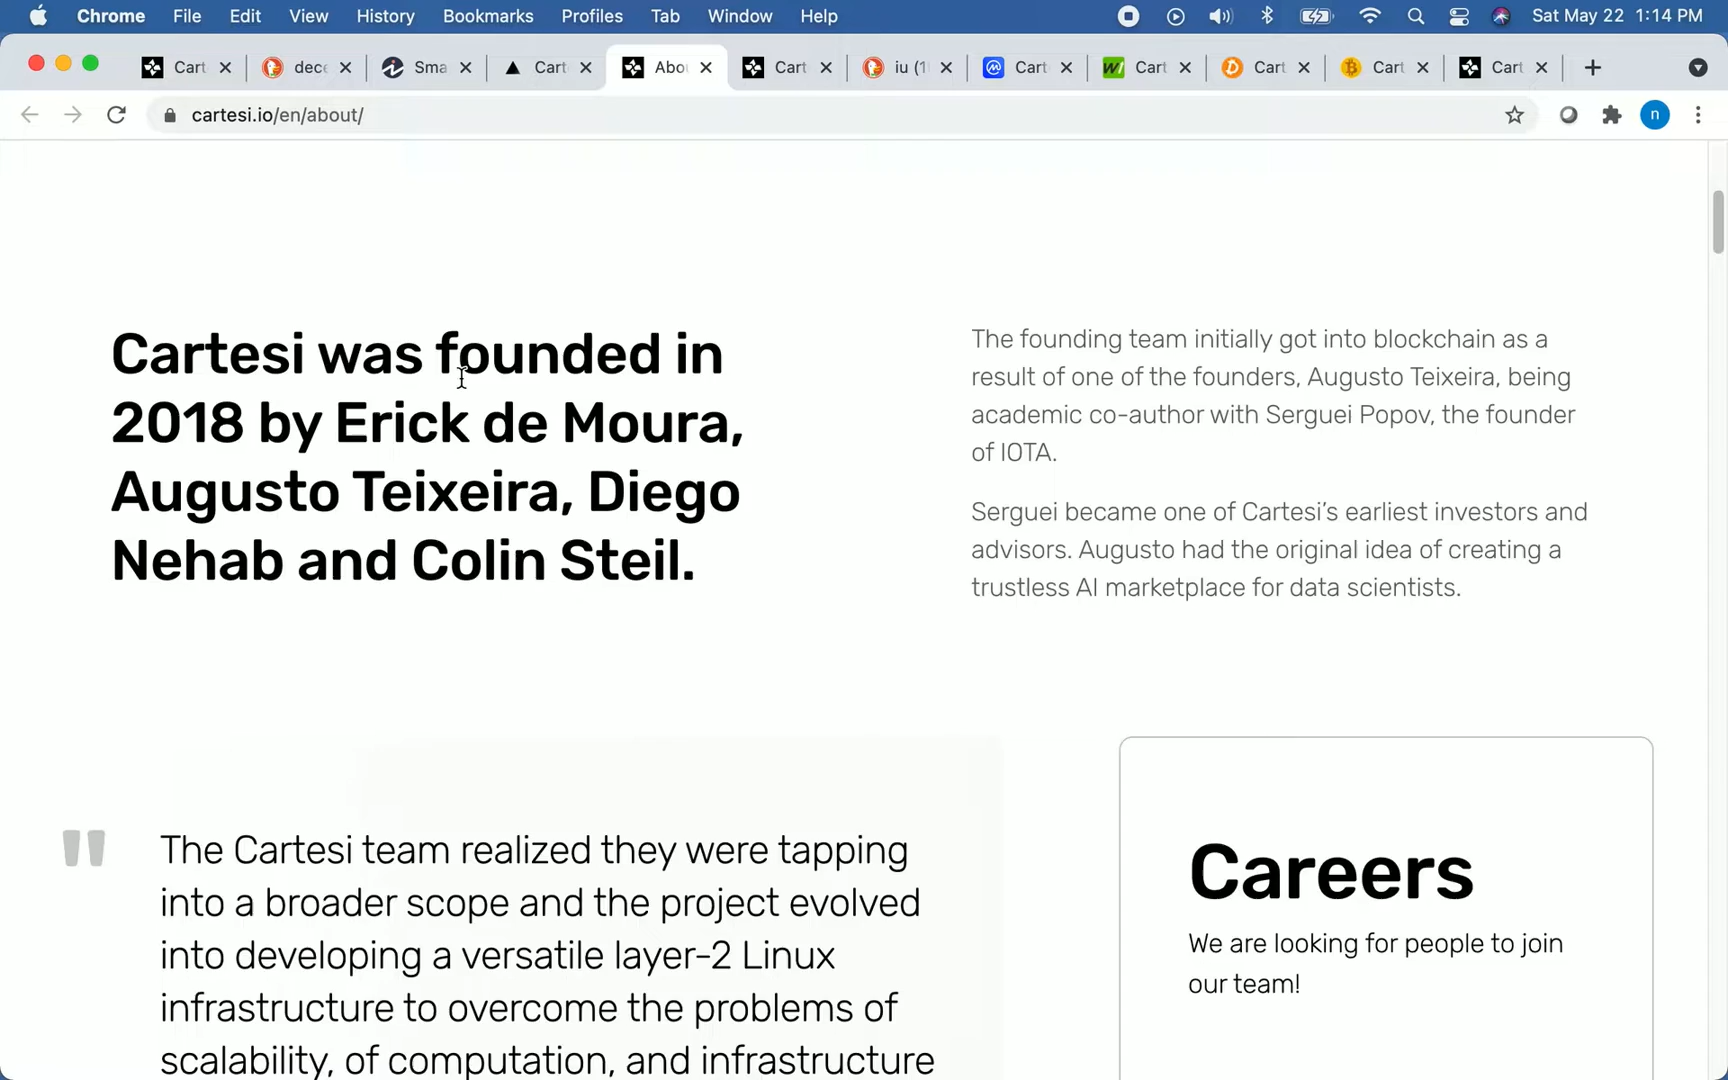 Chrome File Edit View History Bookmarks Profiles Tab Window Help Sat May 22 1:14 PM
Cart dece Sma Cart Abou Cart iu (1 Cart Cart Cart Cart Cart
cartesi.io/en/about/ n
Cartesi was founded in
2018 by Erick de Moura,
Augusto Teixeira, Diego
Nehab and Colin Steil.
The founding team initially got into blockchain as a
result of one of the founders, Augusto Teixeira, being
academic co-author with Serguei Popov, the founder
of IOTA.
Serguei became one of Cartesi’s earliest investors and
advisors. Augusto had the original idea of creating a
trustless AI marketplace for data scientists.
"
The Cartesi team realized they were tapping
into a broader scope and the project evolved
into developing a versatile layer-2 Linux
infrastructure to overcome the problems of
scalability, of computation, and infrastructure
Careers
We are looking for people to join
our team!